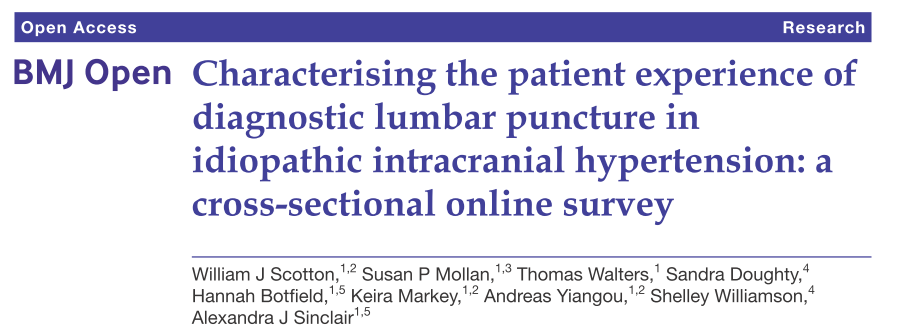 Open Access Research
BMJ Open Characterising the patient experience of
diagnostic lumbar puncture in
idiopathic intracranial hypertension: a
cross-sectional online survey
William J Scotton,1,2 Susan P Mollan,1,3 Thomas Walters,1 Sandra Doughty,4
Hannah Botfield,1,5 Keira Markey,1,2 Andreas Yiangou,1,2 Shelley Williamson,4
Alexandra J Sinclair1,5